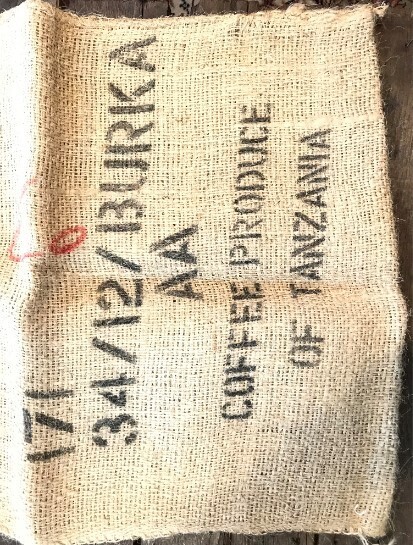 171
34/12/BURKA
AA
COFFEE PRODUCE
OF TANZANIA